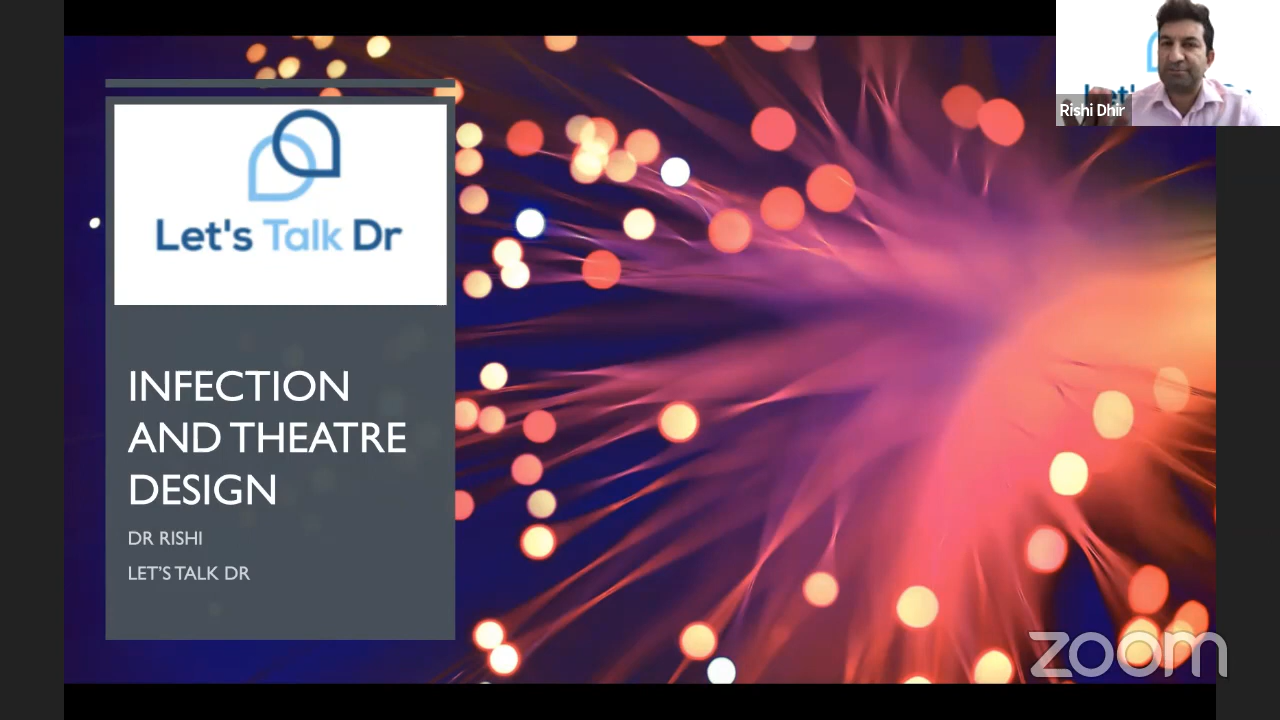 Let's Talk Dr
INFECTION
AND THEATRE
DESIGN
DR RISHI
LET'S TALK DR
Rishi Dhir
zoom